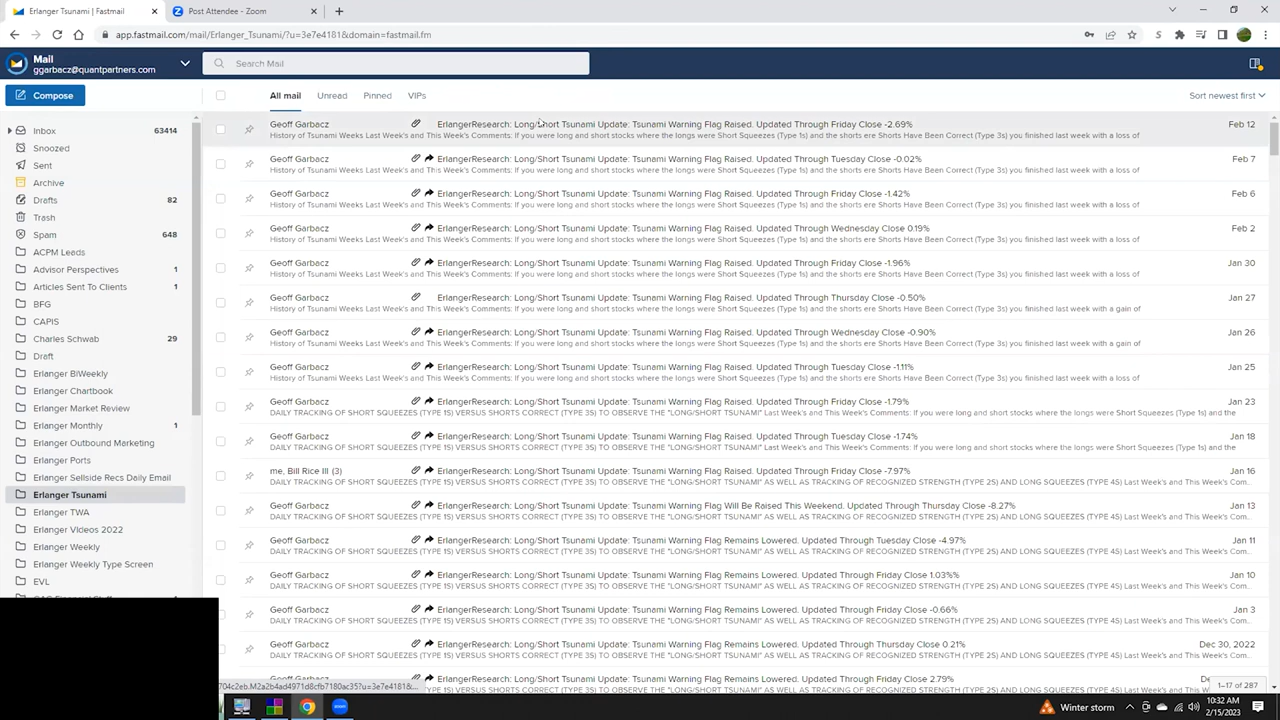 Erlanger Tsunami | Fastmail
Post Attendee - Zoom
app.fastmail.com/mail/Erlanger_Tsunami/?u=3e7e4181&domain=fastmail.fm
Mail
ggarbacz@quantpartners.com
Search Mail
Compose
All mail Unread Pinned VIPs
Sort newest first
Inbox 63414
Snoozed
Sent
Archive
Drafts 82
Trash
Spam 648
ACPM Leads
Advisor Perspectives 1
Articles Sent To Clients 1
BFG
CAPIS
Charles Schwab 29
Draft
Erlanger BiWeekly
Erlanger Chartbook
Erlanger Market Review
Erlanger Monthly 1
Erlanger Outbound Marketing
Erlanger Ports
Erlanger Sellside Recs Daily Email
Erlanger Tsunami
Erlanger TWA
Erlanger VIdeos 2022
Erlanger Weekly
Erlanger Weekly Type Screen
EVL
Geoff Garbacz ErlangerResearch: Long/Short Tsunami Update: Tsunami Warning Flag Raised. Updated Through Friday Close -2.69% Feb 12
History of Tsunami Weeks Last Week's and This Week's Comments: If you were long and short stocks where the longs were Short Squeezes (Type 1s) and the shorts ere Shorts Have Been Correct (Type 3s) you finished last week with a loss of
Geoff Garbacz ErlangerResearch: Long/Short Tsunami Update: Tsunami Warning Flag Raised. Updated Through Tuesday Close -0.02% Feb 7
History of Tsunami Weeks Last Week's and This Week's Comments: If you were long and short stocks where the longs were Short Squeezes (Type 1s) and the shorts ere Shorts Have Been Correct (Type 3s) you finished last week with a loss of
Geoff Garbacz ErlangerResearch: Long/Short Tsunami Update: Tsunami Warning Flag Raised. Updated Through Friday Close -1.42% Feb 6
History of Tsunami Weeks Last Week's and This Week's Comments: If you were long and short stocks where the longs were Short Squeezes (Type 1s) and the shorts ere Shorts Have Been Correct (Type 3s) you finished last week with a loss of
Geoff Garbacz ErlangerResearch: Long/Short Tsunami Update: Tsunami Warning Flag Raised. Updated Through Wednesday Close 0.19% Feb 2
History of Tsunami Weeks Last Week's and This Week's Comments: If you were long and short stocks where the longs were Short Squeezes (Type 1s) and the shorts ere Shorts Have Been Correct (Type 3s) you finished last week with a loss of
Geoff Garbacz ErlangerResearch: Long/Short Tsunami Update: Tsunami Warning Flag Raised. Updated Through Friday Close -1.96% Jan 30
History of Tsunami Weeks Last Week's and This Week's Comments: If you were long and short stocks where the longs were Short Squeezes (Type 1s) and the shorts ere Shorts Have Been Correct (Type 3s) you finished last week with a loss of
Geoff Garbacz ErlangerResearch: Long/Short Tsunami Update: Tsunami Warning Flag Raised. Updated Through Thursday Close -0.50% Jan 27
History of Tsunami Weeks Last Week's and This Week's Comments: If you were long and short stocks where the longs were Short Squeezes (Type 1s) and the shorts ere Shorts Have Been Correct (Type 3s) you finished last week with a gain of
Geoff Garbacz ErlangerResearch: Long/Short Tsunami Update: Tsunami Warning Flag Raised. Updated Through Wednesday Close -0.90% Jan 26
History of Tsunami Weeks Last Week's and This Week's Comments: If you were long and short stocks where the longs were Short Squeezes (Type 1s) and the shorts ere Shorts Have Been Correct (Type 3s) you finished last week with a gain of
Geoff Garbacz ErlangerResearch: Long/Short Tsunami Update: Tsunami Warning Flag Raised. Updated Through Tuesday Close -1.11% Jan 25
History of Tsunami Weeks Last Week's and This Week's Comments: If you were long and short stocks where the longs were Short Squeezes (Type 1s) and the shorts ere Shorts Have Been Correct (Type 3s) you finished last week with a loss of
Geoff Garbacz ErlangerResearch: Long/Short Tsunami Update: Tsunami Warning Flag Raised. Updated Through Friday Close -1.79% Jan 23
DAILY TRACKING OF SHORT SQUEEZES (TYPE 1S) VERSUS SHORTS CORRECT (TYPE 3S) TO OBSERVE THE "LONG/SHORT TSUNAMI" Last Week's and This Week's Comments: If you were long and short stocks where the longs were Short Squeezes (Type 1s) and the
Geoff Garbacz ErlangerResearch: Long/Short Tsunami Update: Tsunami Warning Flag Raised. Updated Through Tuesday Close -1.74% Jan 18
DAILY TRACKING OF SHORT SQUEEZES (TYPE 1S) VERSUS SHORTS CORRECT (TYPE 3S) TO OBSERVE THE "LONG/SHORT TSUNAMI" Last Week's and This Week's Comments: If you were long and short stocks where the longs were Short Squeezes (Type 1s) and the
me, Bill Rice III (3) ErlangerResearch: Long/Short Tsunami Update: Tsunami Warning Flag Raised. Updated Through Friday Close -7.97% Jan 16
DAILY TRACKING OF SHORT SQUEEZES (TYPE 1S) VERSUS SHORTS CORRECT (TYPE 3S) TO OBSERVE THE "LONG/SHORT TSUNAMI" AS WELL AS TRACKING OF RECOGNIZED STRENGTH (TYPE 2S) AND LONG SQUEEZES (TYPE 4S) Last Week's and This Week's Com...
Geoff Garbacz ErlangerResearch: Long/Short Tsunami Update: Tsunami Warning Flag Will Be Raised This Weekend. Updated Through Thursday Close -8.27% Jan 13
DAILY TRACKING OF SHORT SQUEEZES (TYPE 1S) VERSUS SHORTS CORRECT (TYPE 3S) TO OBSERVE THE "LONG/SHORT TSUNAMI" AS WELL AS TRACKING OF RECOGNIZED STRENGTH (TYPE 2S) AND LONG SQUEEZES (TYPE 4S) Last Week's and This Week's Com...
Geoff Garbacz ErlangerResearch: Long/Short Tsunami Update: Tsunami Warning Flag Remains Lowered. Updated Through Tuesday Close -4.97% Jan 11
DAILY TRACKING OF SHORT SQUEEZES (TYPE 1S) VERSUS SHORTS CORRECT (TYPE 3S) TO OBSERVE THE "LONG/SHORT TSUNAMI" AS WELL AS TRACKING OF RECOGNIZED STRENGTH (TYPE 2S) AND LONG SQUEEZES (TYPE 4S) Last Week's and This Week's Com...
Geoff Garbacz ErlangerResearch: Long/Short Tsunami Update: Tsunami Warning Flag Remains Lowered. Updated Through Friday Close 1.03%% Jan 10
DAILY TRACKING OF SHORT SQUEEZES (TYPE 1S) VERSUS SHORTS CORRECT (TYPE 3S) TO OBSERVE THE "LONG/SHORT TSUNAMI" AS WELL AS TRACKING OF RECOGNIZED STRENGTH (TYPE 2S) AND LONG SQUEEZES (TYPE 4S) Last Week's and This Week's Com...
Geoff Garbacz ErlangerResearch: Long/Short Tsunami Update: Tsunami Warning Flag Remains Lowered. Updated Through Friday Close -0.66% Jan 3
DAILY TRACKING OF SHORT SQUEEZES (TYPE 1S) VERSUS SHORTS CORRECT (TYPE 3S) TO OBSERVE THE "LONG/SHORT TSUNAMI" AS WELL AS TRACKING OF RECOGNIZED STRENGTH (TYPE 2S) AND LONG SQUEEZES (TYPE 4S) Last Week's and This Week's Com...
Geoff Garbacz ErlangerResearch: Long/Short Tsunami Update: Tsunami Warning Flag Remains Lowered. Updated Through Thursday Close 0.21% Dec 30, 2022
DAILY TRACKING OF SHORT SQUEEZES (TYPE 1S) VERSUS SHORTS CORRECT (TYPE 3S) TO OBSERVE THE "LONG/SHORT TSUNAMI" AS WELL AS TRACKING OF RECOGNIZED STRENGTH (TYPE 2S) AND LONG SQUEEZES (TYPE 4S) Last Week's and This Week's Com...
Geoff Garbacz ErlangerResearch: Long/Short Tsunami Update: Tsunami Warning Flag Remains Lowered. Updated Through Friday Close 2.79%
1–17 of 287
Winter storm
10:32 AM
2/15/2023